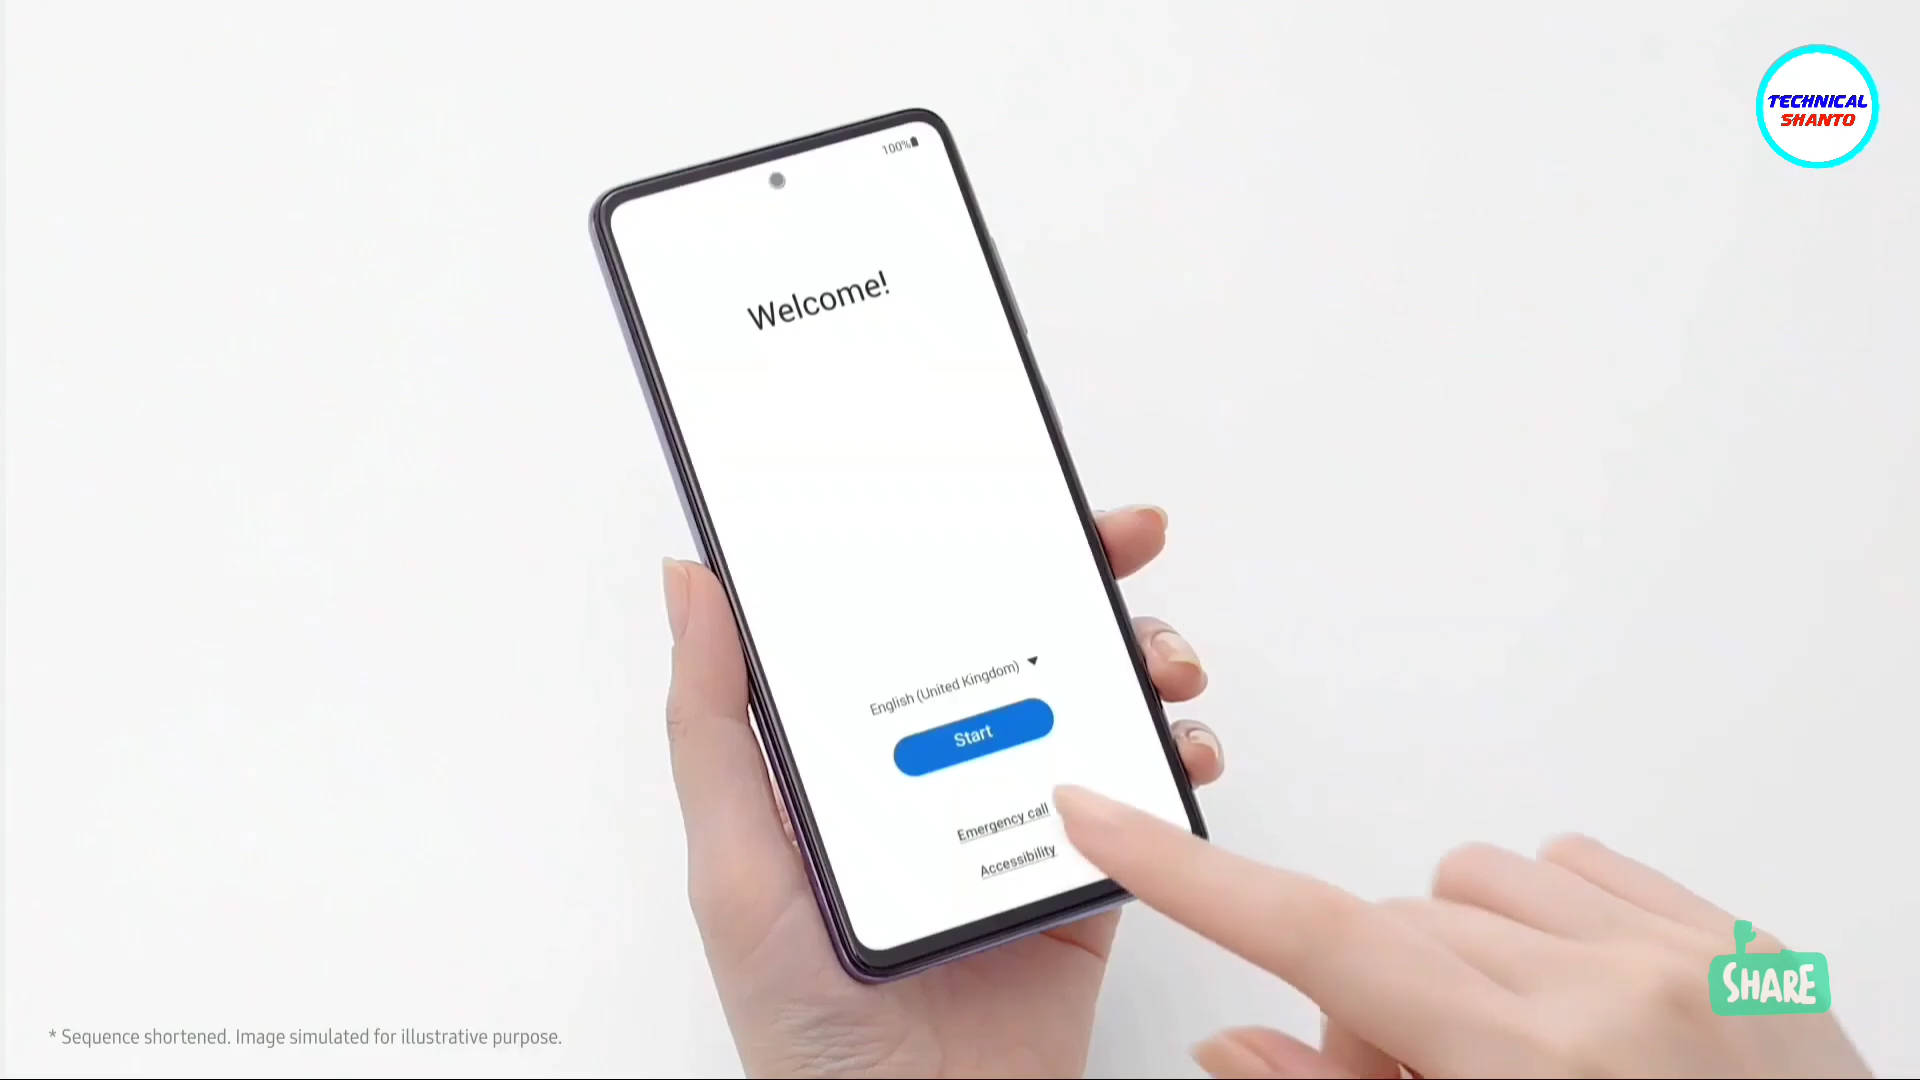 TECHNICAL
SHANTO
100%
Welcome!
English (United Kingdom)
Start
Emergency call
Accessibility
SHARE
* Sequence shortened. Image simulated for illustrative purpose.